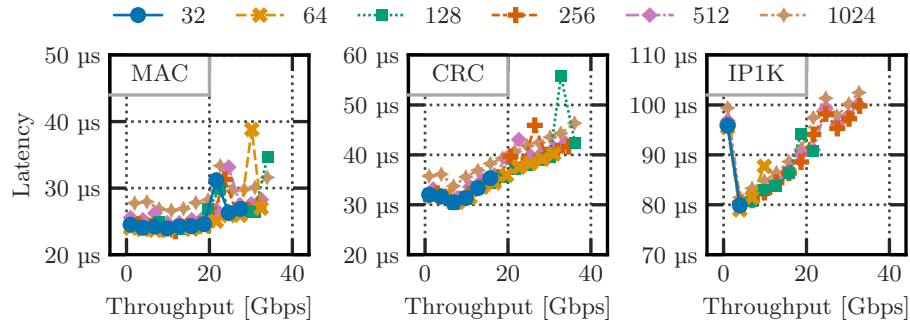 32 64 128 256 512 1024
50 µs 60 µs 110 µs
MAC CRC IP1K
40 µs 50 µs 100 µs
Latency
40 µs 90 µs
30 µs 30 µs 80 µs
20 µs 20 µs 70 µs
0 20 40 0 20 40 0 20 40
Throughput [Gbps] Throughput [Gbps] Throughput [Gbps]